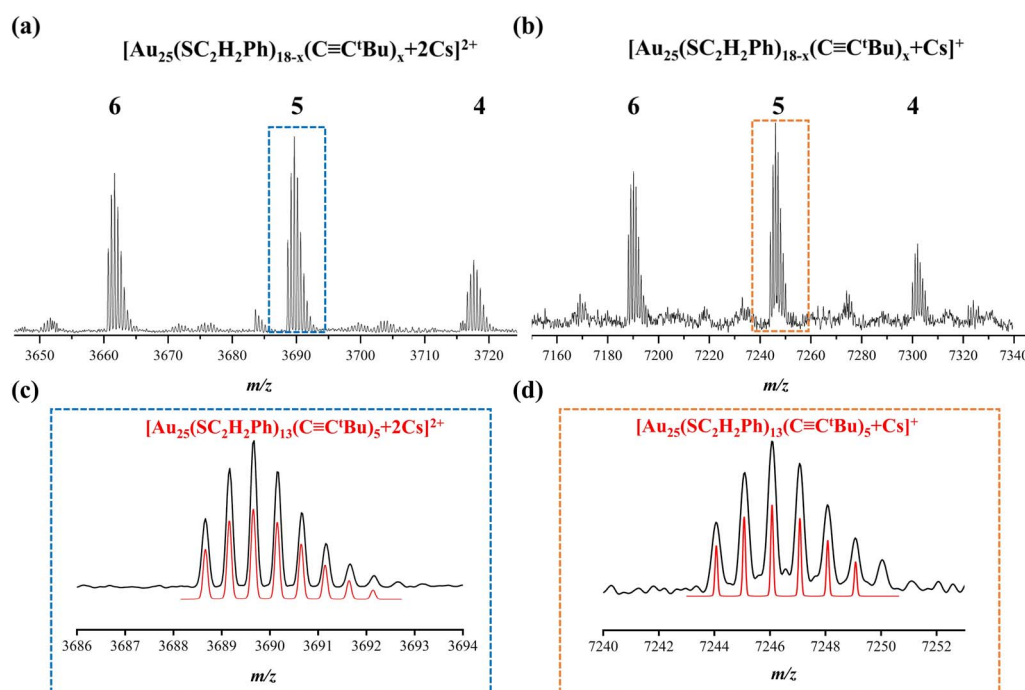 (a)
[Au₂₅(SC₂H₂Ph)₁₈₋ₓ(C≡CᵗBu)ₓ+2Cs]²⁺
6 5 4
3650 3660 3670 3680 3690 3700 3710 3720
m/z
(b)
[Au₂₅(SC₂H₂Ph)₁₈₋ₓ(C≡CᵗBu)ₓ+Cs]⁺
6 5 4
7160 7180 7200 7220 7240 7260 7280 7300 7320 7340
m/z
(c)
[Au₂₅(SC₂H₂Ph)₁₃(C≡CᵗBu)₅+2Cs]²⁺
3686 3687 3688 3689 3690 3691 3692 3693 3694
m/z
(d)
[Au₂₅(SC₂H₂Ph)₁₃(C≡CᵗBu)₅+Cs]⁺
7240 7242 7244 7246 7248 7250 7252
m/z